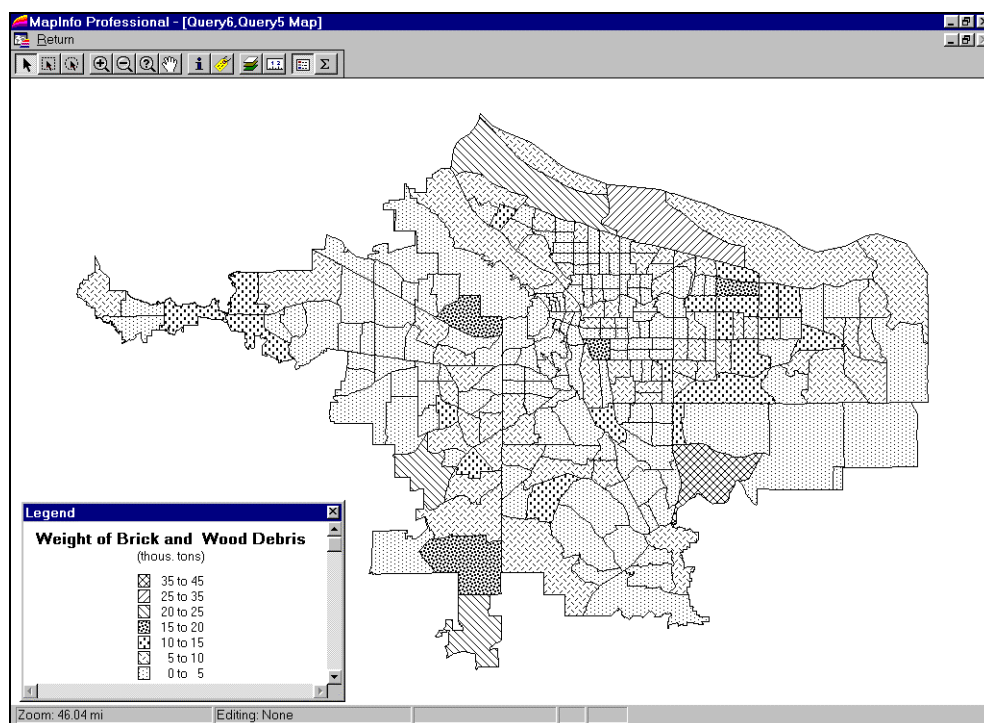 MapInfo Professional - [Query6,Query5 Map]
Return
Legend
Weight of Brick and Wood Debris
(thous. tons)
35 to 45
25 to 35
20 to 25
15 to 20
10 to 15
5 to 10
0 to 5
Zoom: 46.04 mi
Editing: None